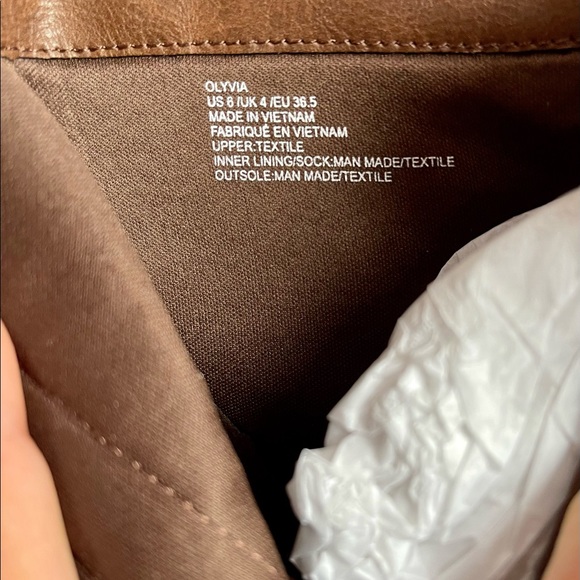 OLYVIA
US 6 /UK 4 /EU 36.5
MADE IN VIETNAM
FABRIQUÉ EN VIETNAM
UPPER:TEXTILE
INNER LINING/SOCK:MAN MADE/TEXTILE
OUTSOLE:MAN MADE/TEXTILE